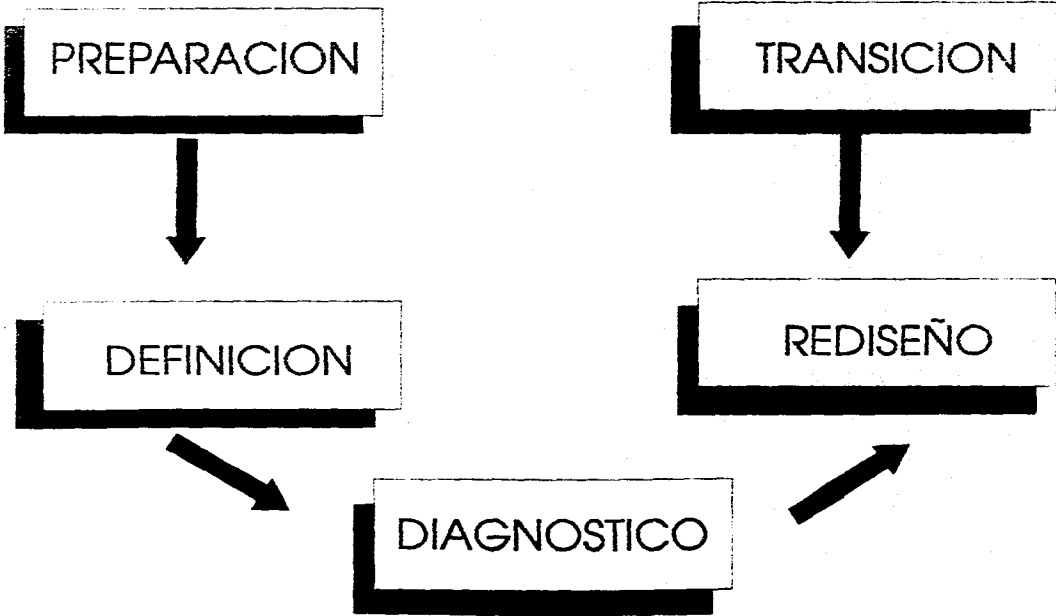 PREPARACION
TRANSICION
DEFINICION
REDISEÑO
DIAGNOSTICO